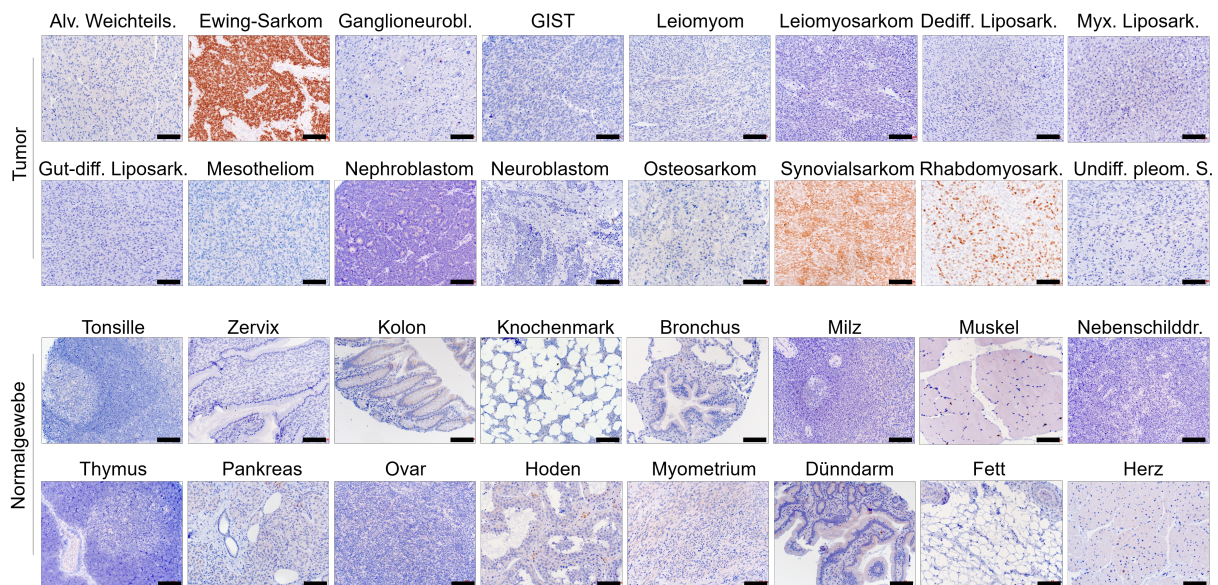 Alv. Weichteils. Ewing-Sarkom Ganglioneurobl. GIST Leiomyom Leiomyosarkom Dediff. Liposark. Myx. Liposark.
Tumor
Gut-diff. Liposark. Mesotheliom Nephroblastom Neuroblastom Osteosarkom Synovialsarkom Rhabdomyosark. Undiff. pleom. S.
Tonsille Zervix Kolon Knochenmark Bronchus Milz Muskel Nebenschilddr.
Normalgewebe
Thymus Pankreas Ovar Hoden Myometrium Dünndarm Fett Herz